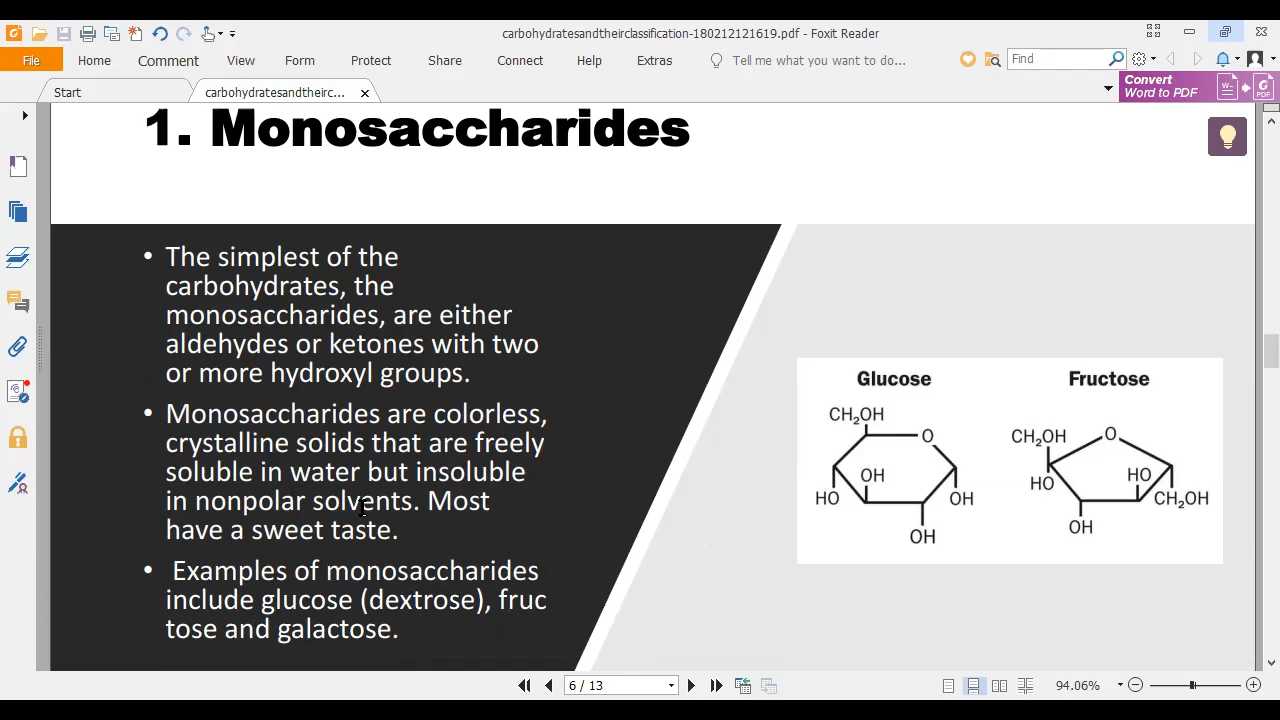 carbohydratesandtheirclassification-180212121619.pdf - Foxit Reader
File Home Comment View Form Protect Share Connect Help Extras Tell me what you want to do... Find
Start carbohydratesandtheirc...
Convert
Word to PDF
1. Monosaccharides
• The simplest of the
carbohydrates, the
monosaccharides, are either
aldehydes or ketones with two
or more hydroxyl groups.
• Monosaccharides are colorless,
crystalline solids that are freely
soluble in water but insoluble
in nonpolar solvents. Most
have a sweet taste.
• Examples of monosaccharides
include glucose (dextrose), fruc
tose and galactose.
Glucose
CH₂OH
O
OH
HO
OH
OH
Fructose
CH₂OH
O
HO
HO
CH₂OH
OH
6 / 13
94.06%